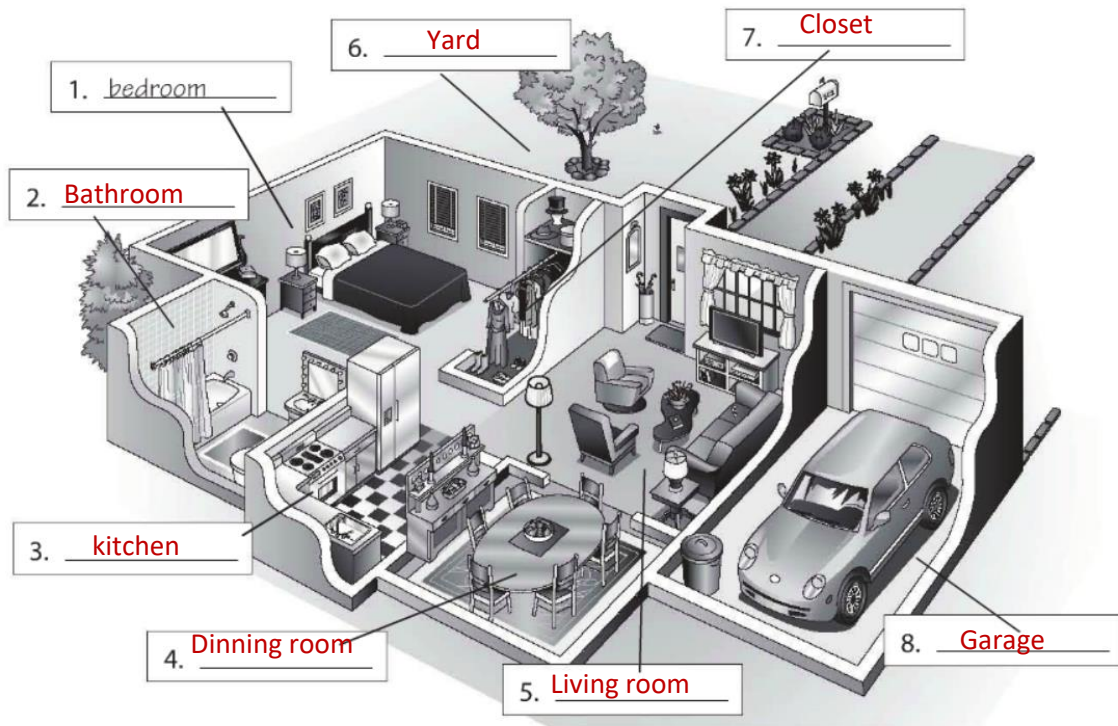 1. bedroom
2. Bathroom
3. kitchen
4. Dinning room
5. Living room
6. Yard
7. Closet
8. Garage